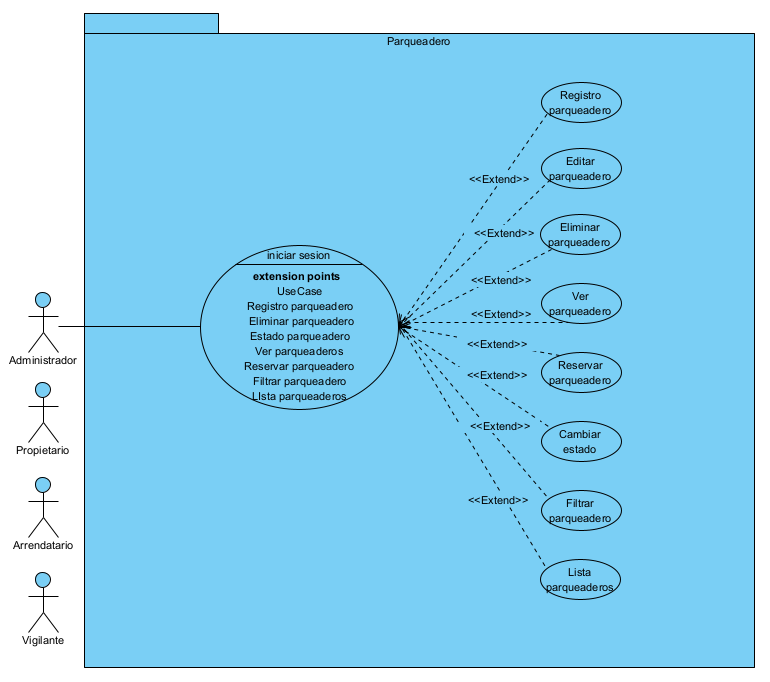 Parqueadero
Registro
parqueadero
<<Extend>>
Editar
parqueadero
<<Extend>>
Eliminar
parqueadero
<<Extend>>
Ver
parqueadero
<<Extend>>
Reservar
parqueadero
<<Extend>>
Cambiar
estado
<<Extend>>
Filtrar
parqueadero
<<Extend>>
Lista
parqueaderos
<<Extend>>
iniciar sesion
extension points
UseCase
Registro parqueadero
Eliminar parqueadero
Estado parqueadero
Ver parqueaderos
Reservar parqueadero
Filtrar parqueadero
LIsta parqueaderos
Administrador
Propietario
Arrendatario
Vigilante